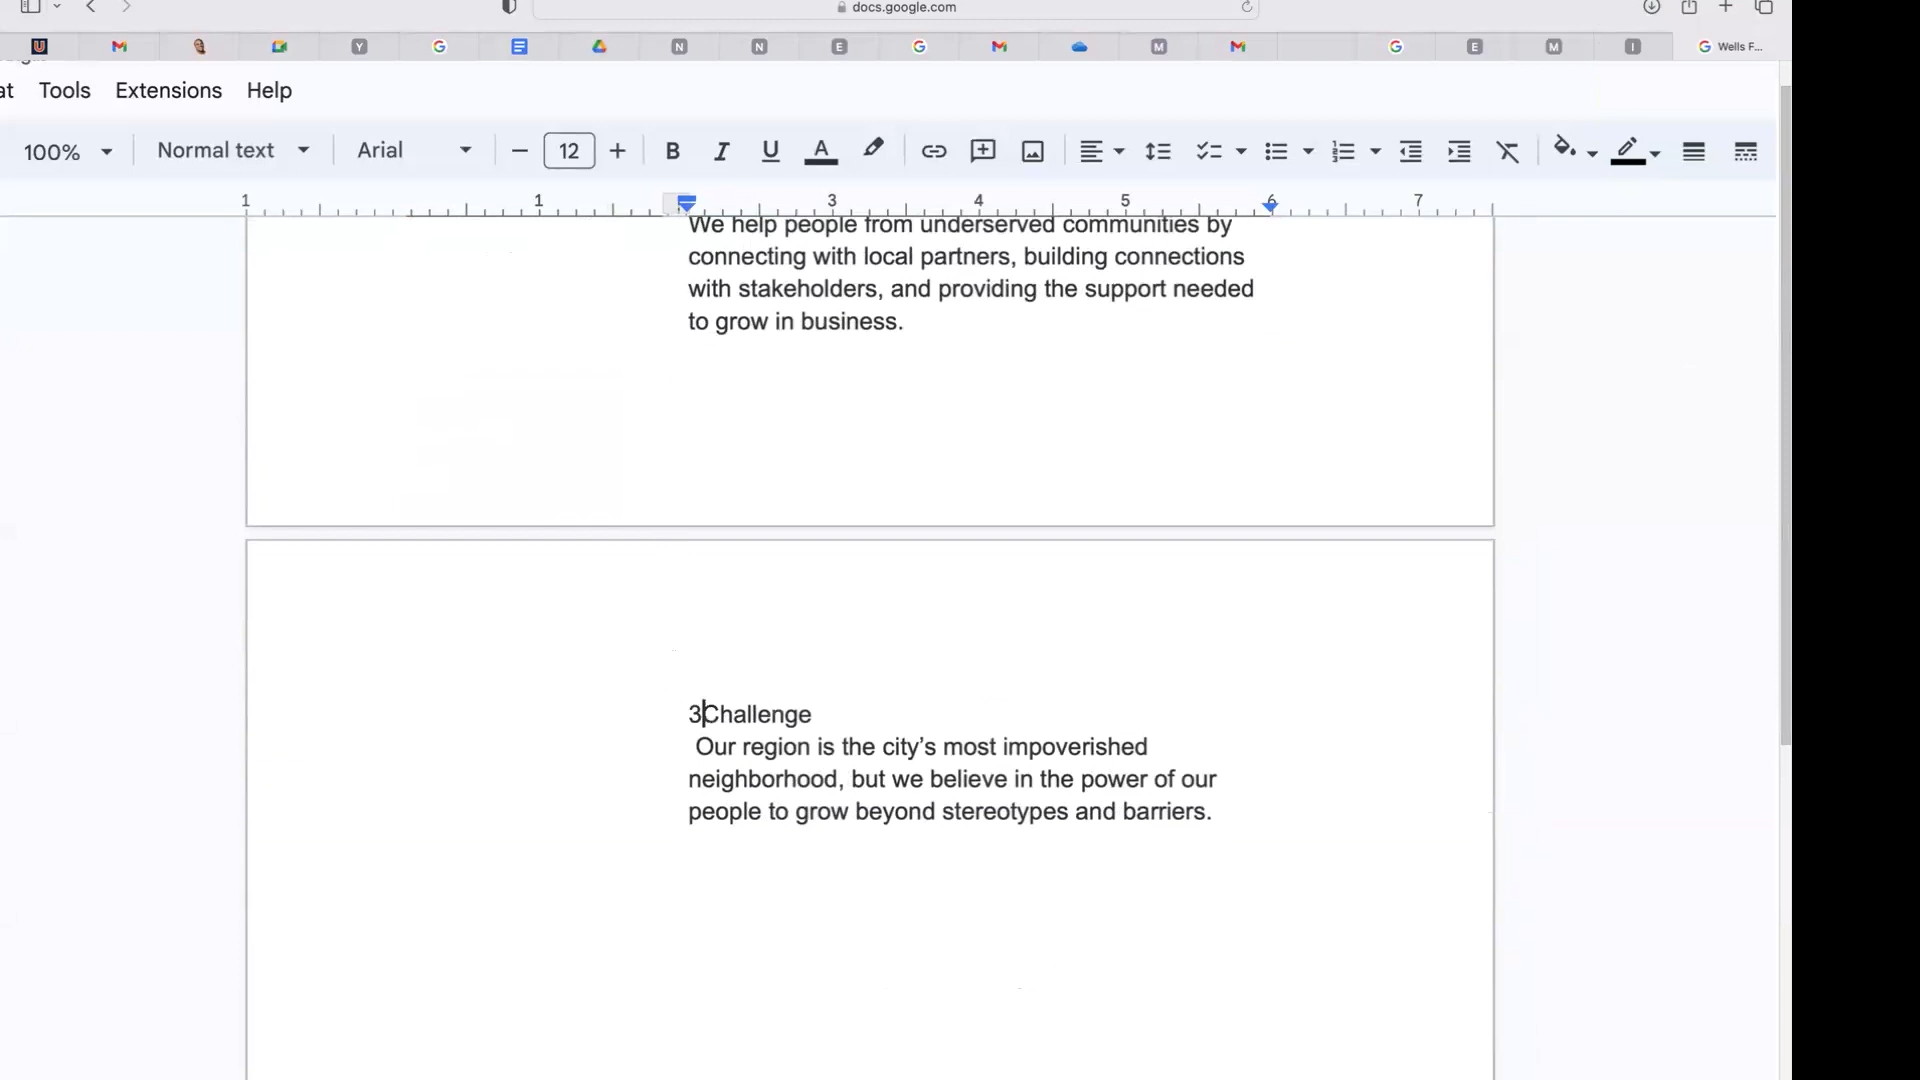 docs.google.com
U Y G N N E G M G E M I G Wells F...
at Tools Extensions Help
100% Normal text Arial − 12 + B I U A
1 1 3 4 5 6 7
We help people from underserved communities by
connecting with local partners, building connections
with stakeholders, and providing the support needed
to grow in business.
3Challenge
Our region is the city’s most impoverished
neighborhood, but we believe in the power of our
people to grow beyond stereotypes and barriers.